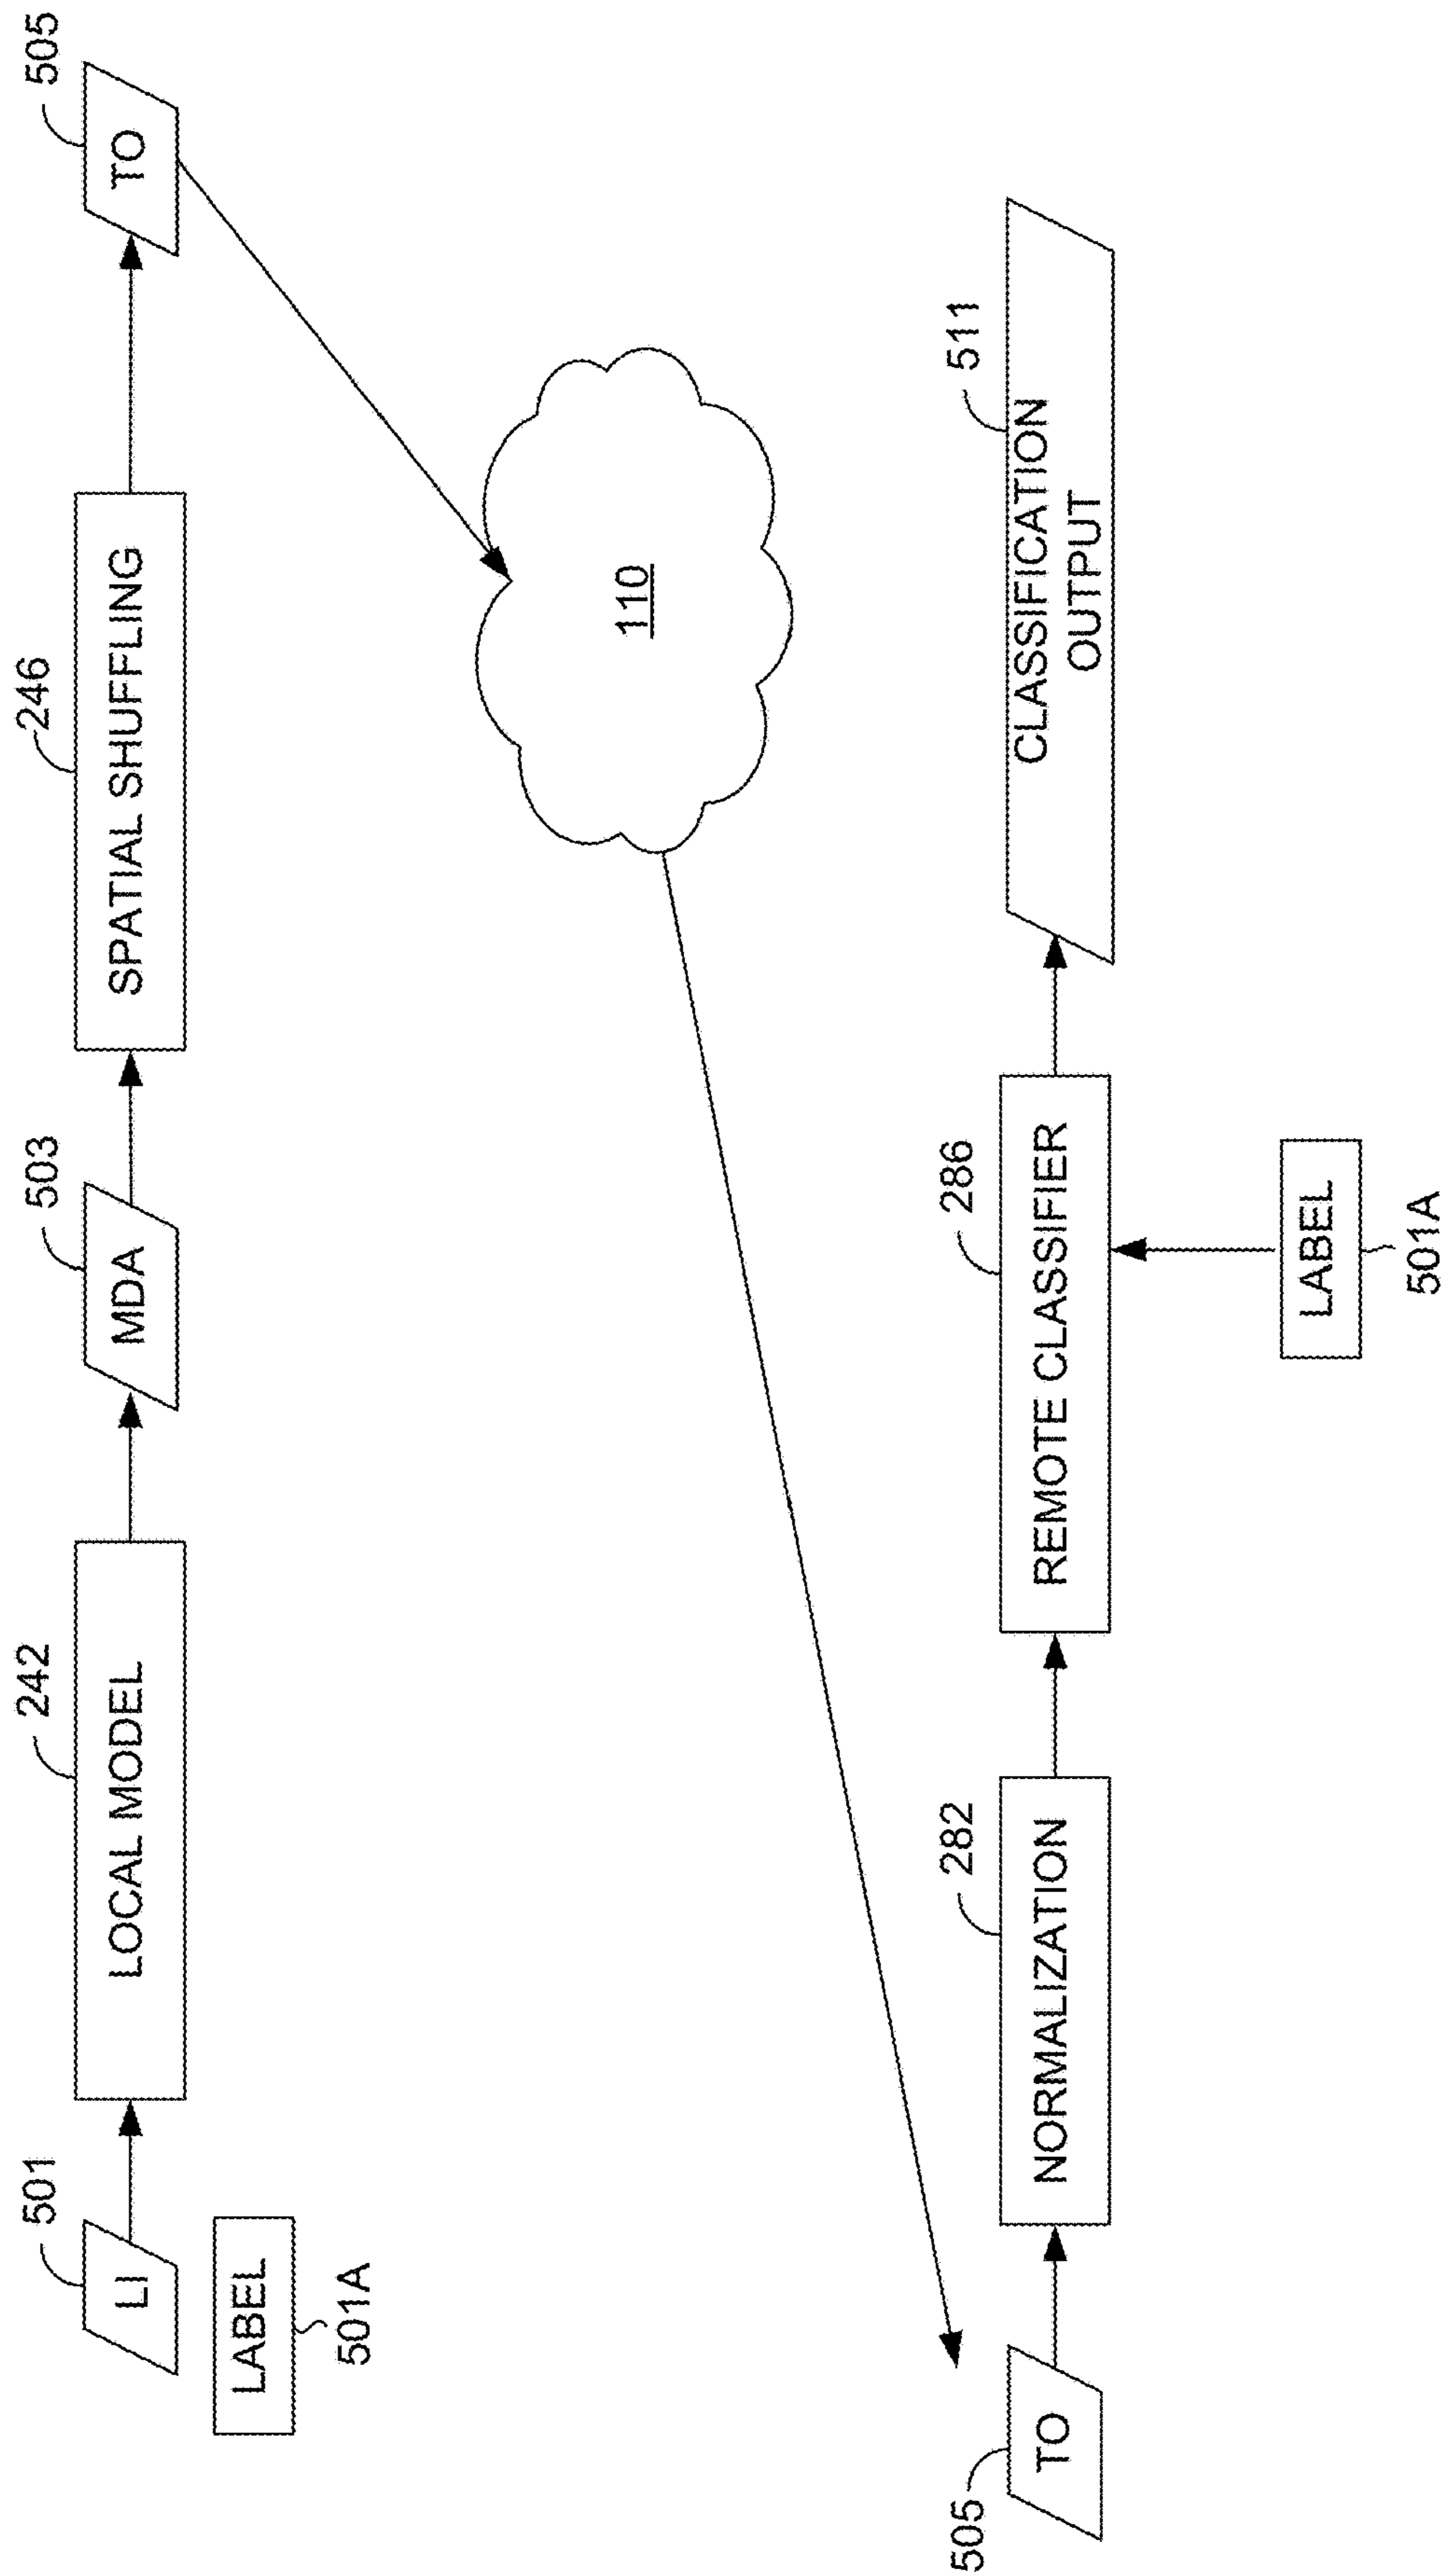 501
LI
LABEL
501A
242
LOCAL MODEL
503
MDA
246
SPATIAL SHUFFLING
505
TO
110
505
TO
282
NORMALIZATION
286
REMOTE CLASSIFIER
LABEL
501A
511
CLASSIFICATION
OUTPUT